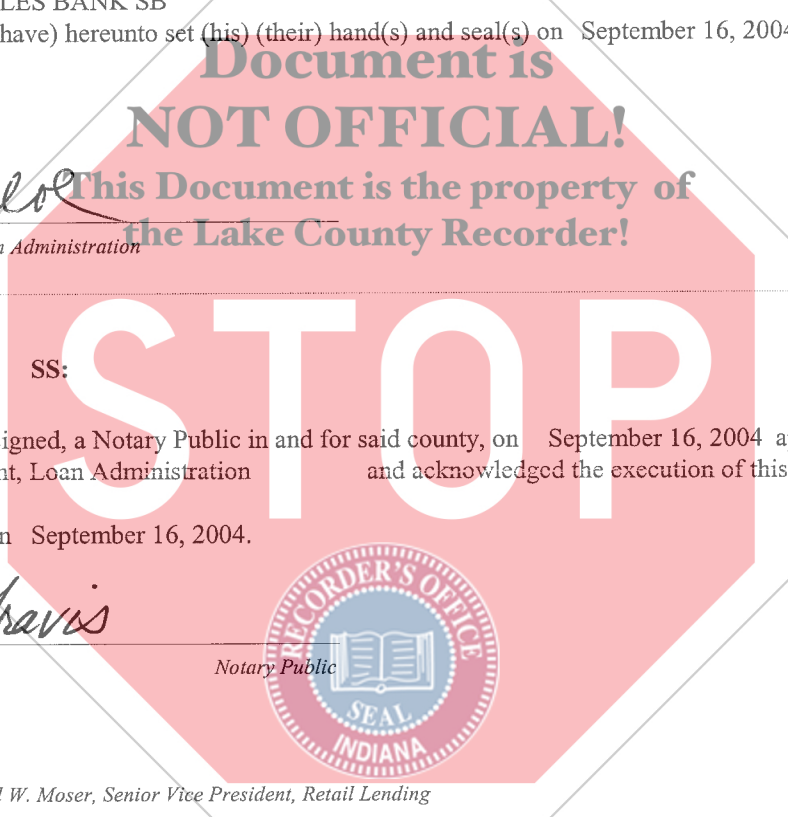 LES BANK SB
have) hereunto set (his) (their) hand(s) and seal(s) on September 16, 2004
Document is
NOT OFFICIAL!
This Document is the property of
the Lake County Recorder!
Administration
STOP
SS:
igned, a Notary Public in and for said county, on September 16, 2004 a
nt, Loan Administration and acknowledged the execution of this
n September 16, 2004.
ravis
Notary Public
RECORDER'S OFFICE
SEAL
INDIANA
W. Moser, Senior Vice President, Retail Lending